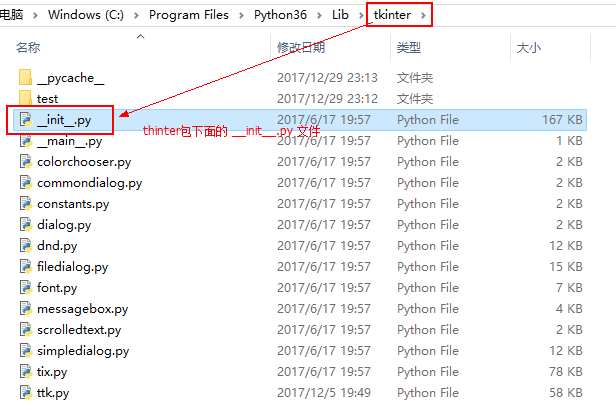 电脑 › Windows (C:) › Program Files › Python36 › Lib › tkinter ›
名称 修改日期 类型 大小
__pycache__ 2017/12/29 23:13 文件夹
test 2017/12/29 23:12 文件夹
__init__.py 2017/6/17 19:57 Python File 167 KB
thinter包下面的 __init__.py 文件
__main__.py 2017/6/17 19:57 Python File 1 KB
colorchooser.py 2017/6/17 19:57 Python File 2 KB
commondialog.py 2017/6/17 19:57 Python File 2 KB
constants.py 2017/6/17 19:57 Python File 2 KB
dialog.py 2017/6/17 19:57 Python File 2 KB
dnd.py 2017/6/17 19:57 Python File 12 KB
filedialog.py 2017/6/17 19:57 Python File 15 KB
font.py 2017/6/17 19:57 Python File 7 KB
messagebox.py 2017/6/17 19:57 Python File 4 KB
scrolledtext.py 2017/6/17 19:57 Python File 2 KB
simpledialog.py 2017/6/17 19:57 Python File 12 KB
tix.py 2017/6/17 19:57 Python File 78 KB
ttk.py 2017/12/5 19:49 Python File 58 KB